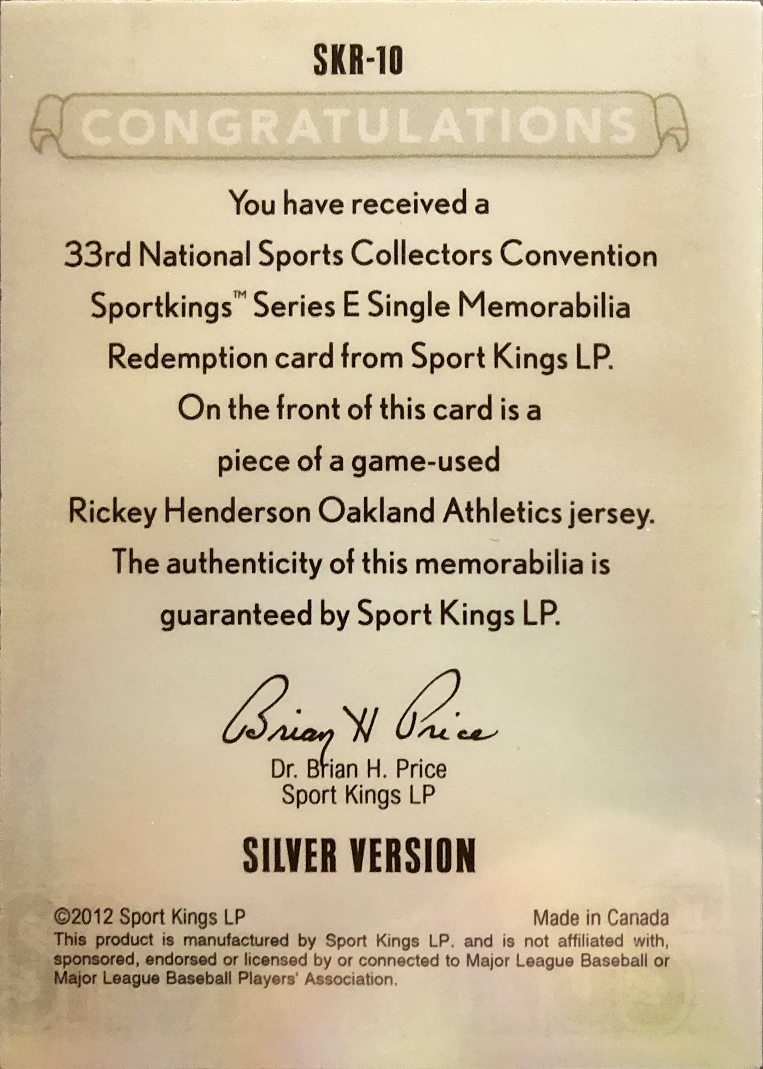 SKR-10
CONGRATULATIONS
You have received a
33rd National Sports Collectors Convention
Sportkings™ Series E Single Memorabilia
Redemption card from Sport Kings LP.
On the front of this card is a
piece of a game-used
Rickey Henderson Oakland Athletics jersey.
The authenticity of this memorabilia is
guaranteed by Sport Kings LP.
Brian H Price
Dr. Brian H. Price
Sport Kings LP
SILVER VERSION
©2012 Sport Kings LP Made in Canada
This product is manufactured by Sport Kings LP. and is not affiliated with,
sponsored, endorsed or licensed by or connected to Major League Baseball or
Major League Baseball Players' Association.